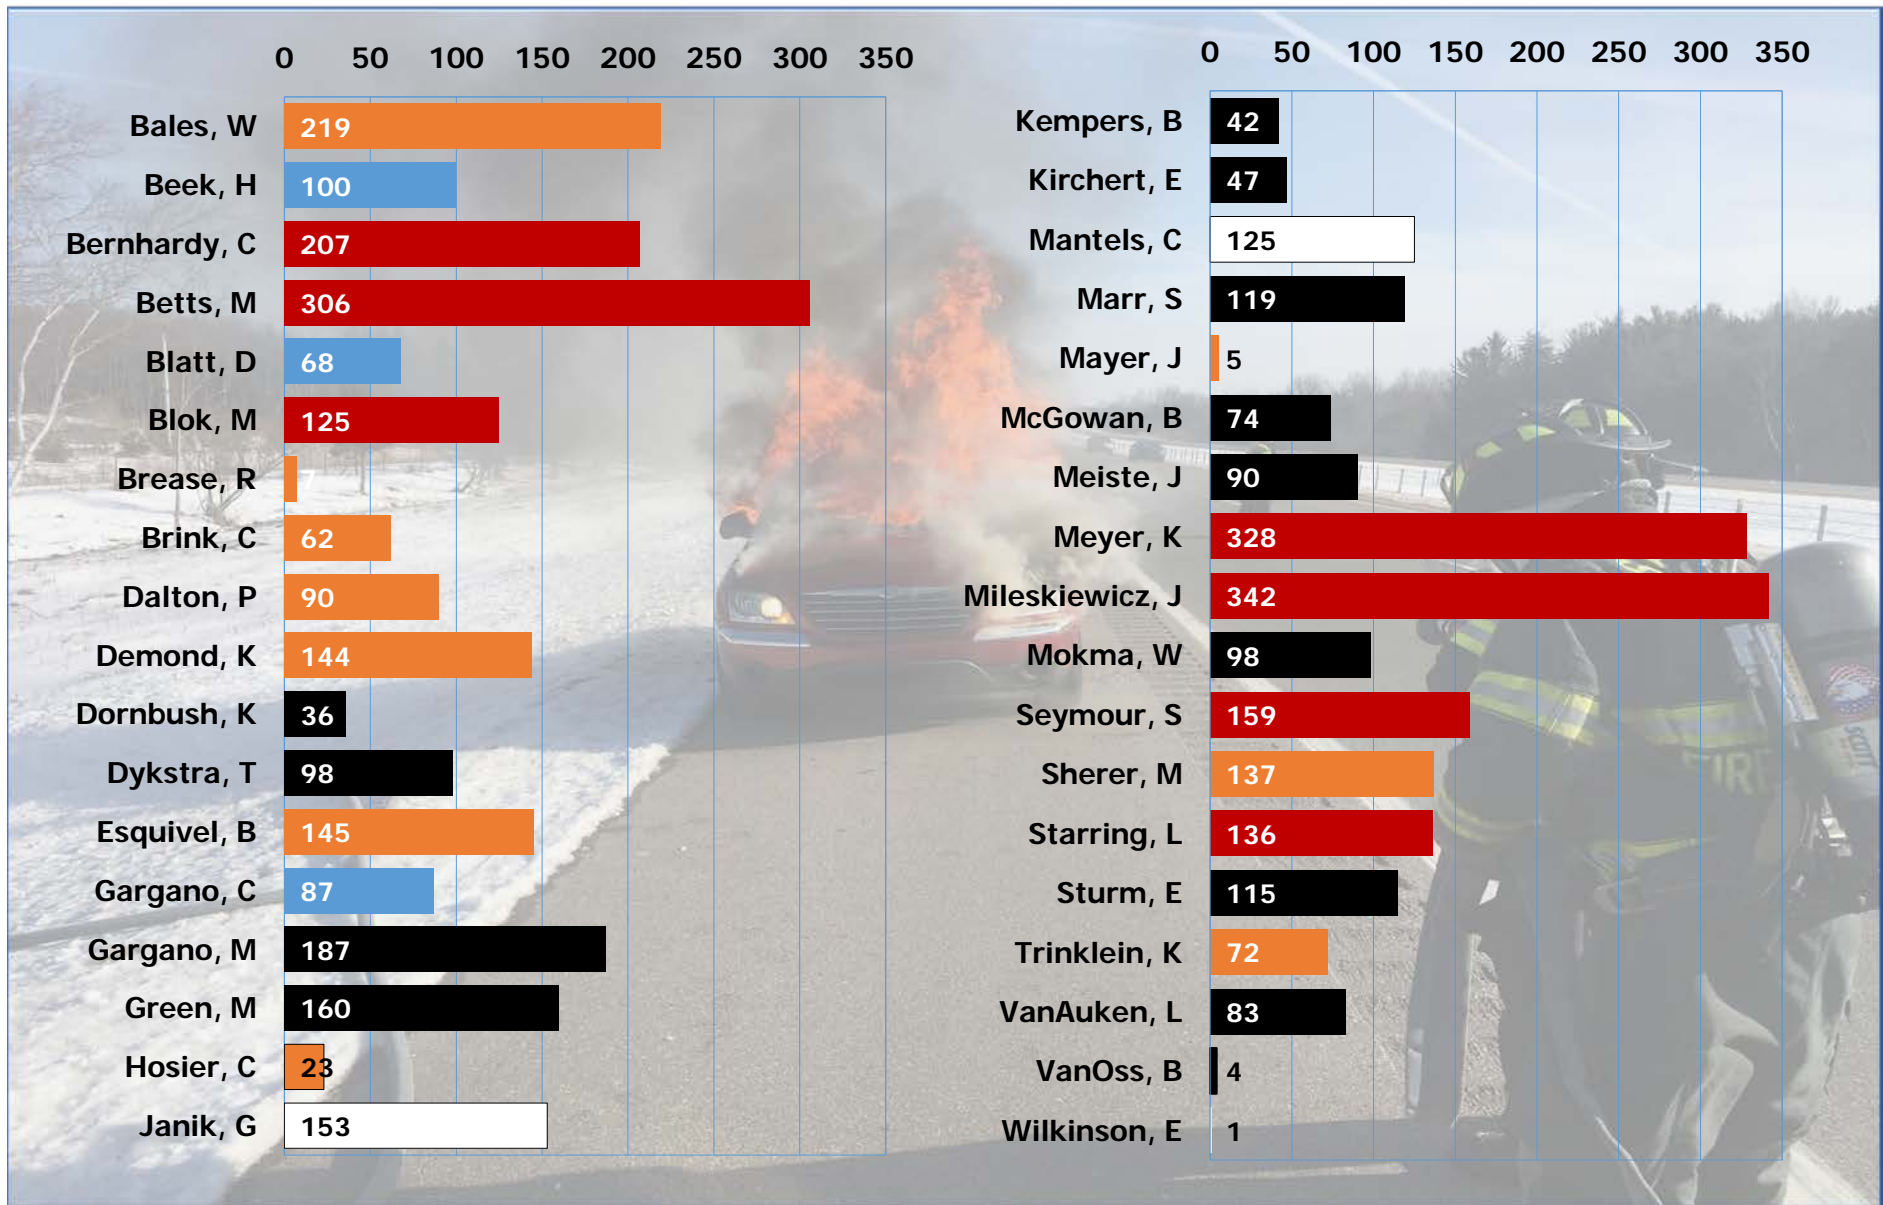 0 50 100 150 200 250 300 350
Bales, W 219
Beek, H 100
Bernhardy, C 207
Betts, M 306
Blatt, D 68
Blok, M 125
Brease, R 7
Brink, C 62
Dalton, P 90
Demond, K 144
Dornbush, K 36
Dykstra, T 98
Esquivel, B 145
Gargano, C 87
Gargano, M 187
Green, M 160
Hosier, C 23
Janik, G 153
0 50 100 150 200 250 300 350
Kempers, B 42
Kirchert, E 47
Mantels, C 125
Marr, S 119
Mayer, J 5
McGowan, B 74
Meiste, J 90
Meyer, K 328
Mileskiewicz, J 342
Mokma, W 98
Seymour, S 159
Sherer, M 137
Starring, L 136
Sturm, E 115
Trinklein, K 72
VanAuken, L 83
VanOss, B 4
Wilkinson, E 1
SCOTT
FIRE